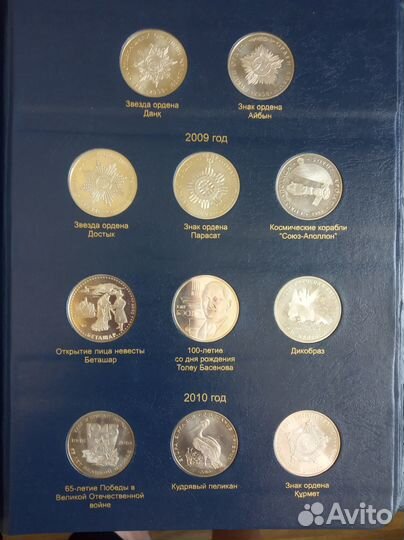 Звезда ордена
Даңқ
Знак ордена
Айбын
2009 год
Звезда ордена
Достык
Знак ордена
Парасат
Космические корабли
"Союз-Аполлон"
БЕТАШАР
Открытие лица невесты
Беташар
100-летие
со дня рождения
Толеу Басенова
Дикобраз
2010 год
65-летие Победы в
Великой Отечественной
войне
Кудрявый пеликан
Знак ордена
Құрмет
Avito